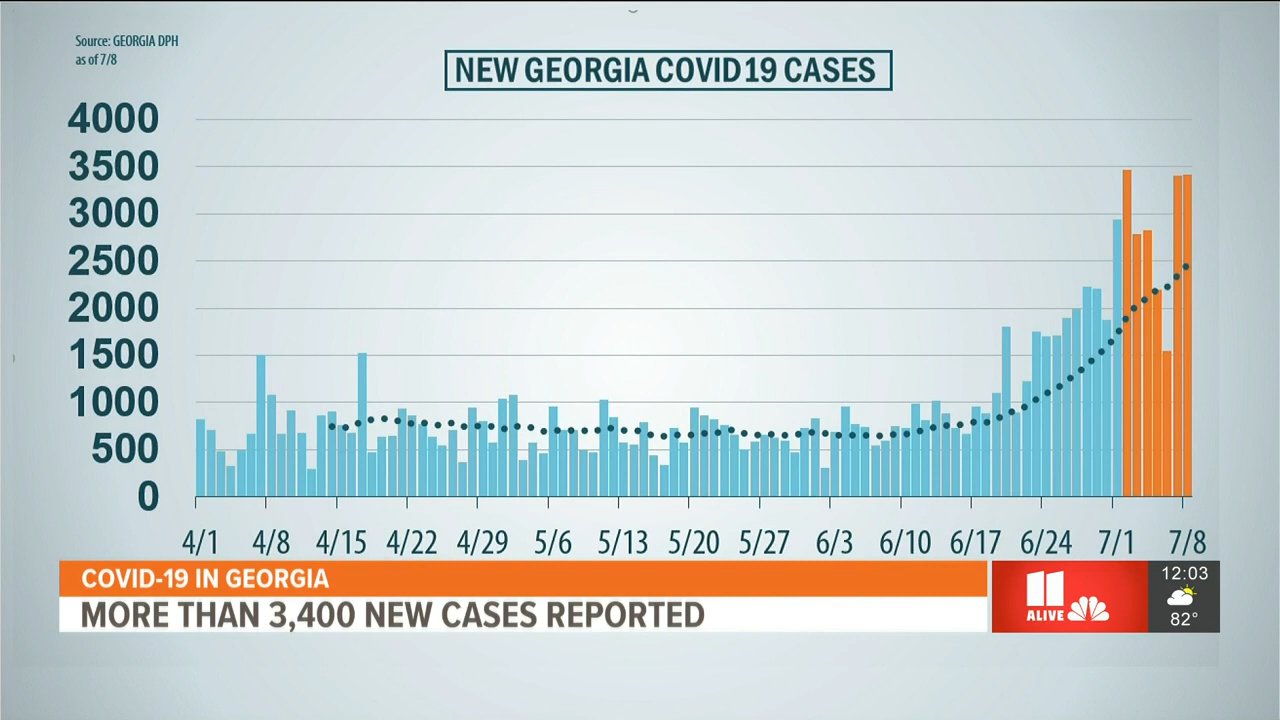 Source: GEORGIA DPH
as of 7/8
NEW GEORGIA COVID19 CASES
4000
3500
3000
2500
2000
1500
1000
500
0
4/1 4/8 4/15 4/22 4/29 5/6 5/13 5/20 5/27 6/3 6/10 6/17 6/24 7/1 7/8
COVID-19 IN GEORGIA
MORE THAN 3,400 NEW CASES REPORTED
11
ALIVE
12:03
82°